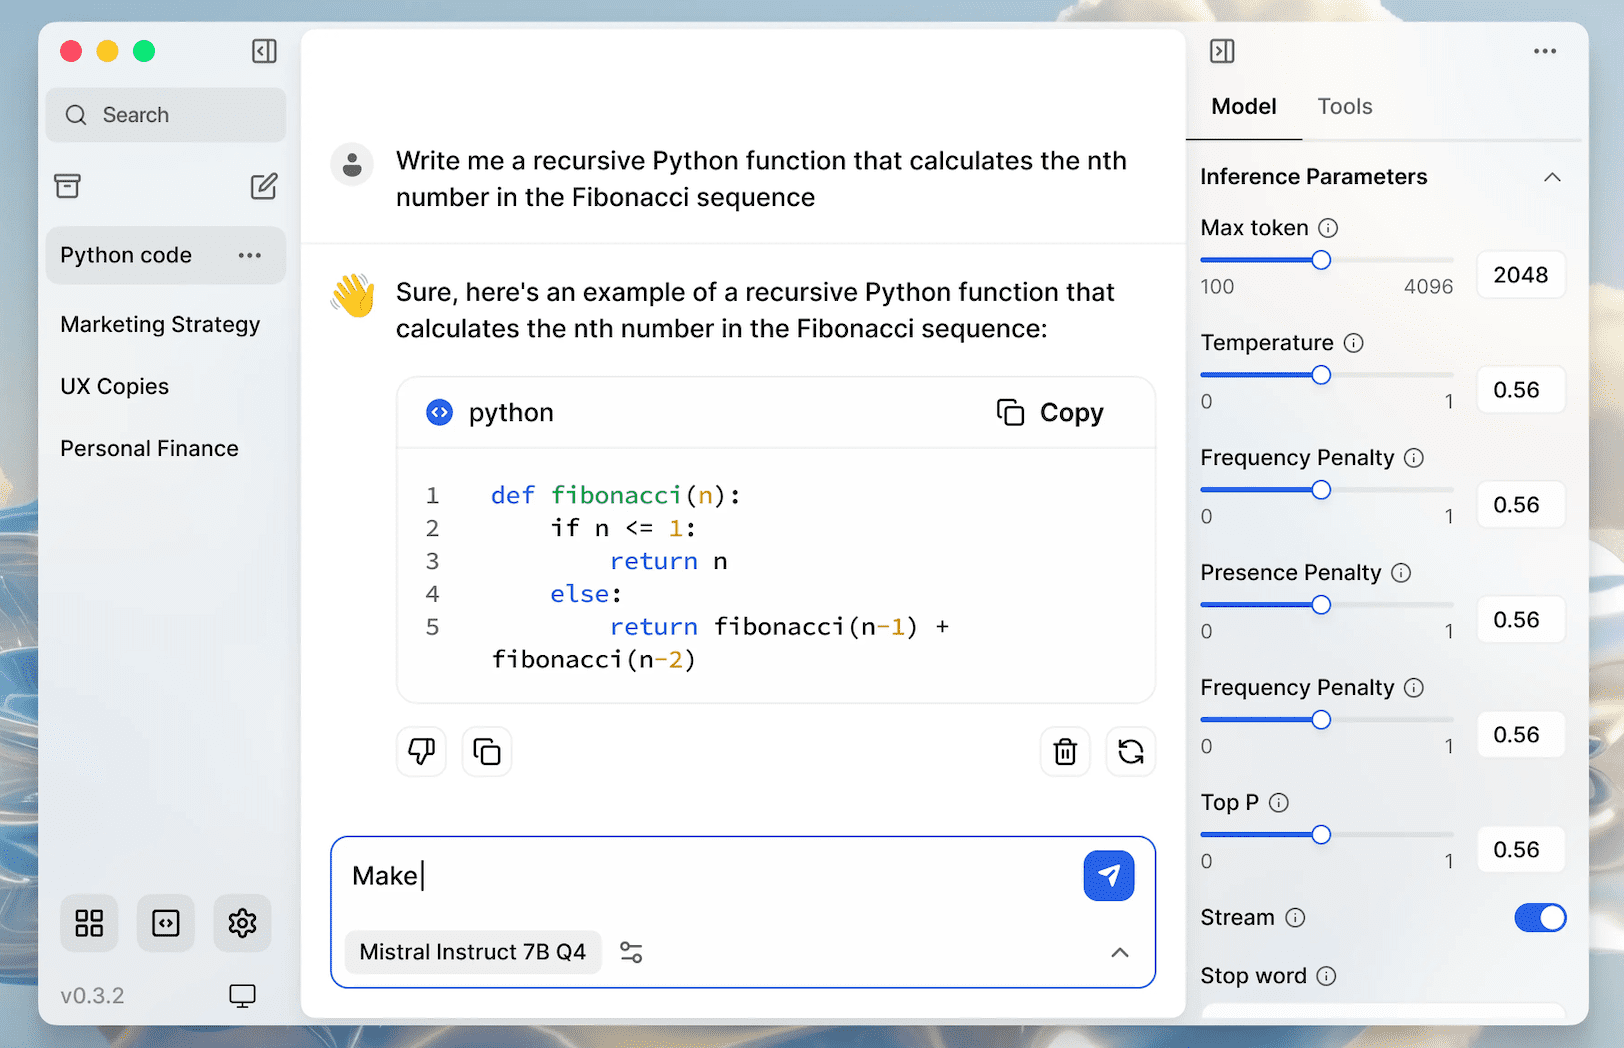 Search
Python code
Marketing Strategy
UX Copies
Personal Finance
v0.3.2
Write me a recursive Python function that calculates the nth
number in the Fibonacci sequence
Sure, here's an example of a recursive Python function that
calculates the nth number in the Fibonacci sequence:
python
Copy
1 def fibonacci(n):
2     if n <= 1:
3         return n
4     else:
5         return fibonacci(n-1) +
fibonacci(n-2)
Make
Mistral Instruct 7B Q4
Model Tools
Inference Parameters
Max token
2048
100 4096
Temperature
0.56
0 1
Frequency Penalty
0.56
0 1
Presence Penalty
0.56
0 1
Frequency Penalty
0.56
0 1
Top P
0.56
0 1
Stream
Stop word